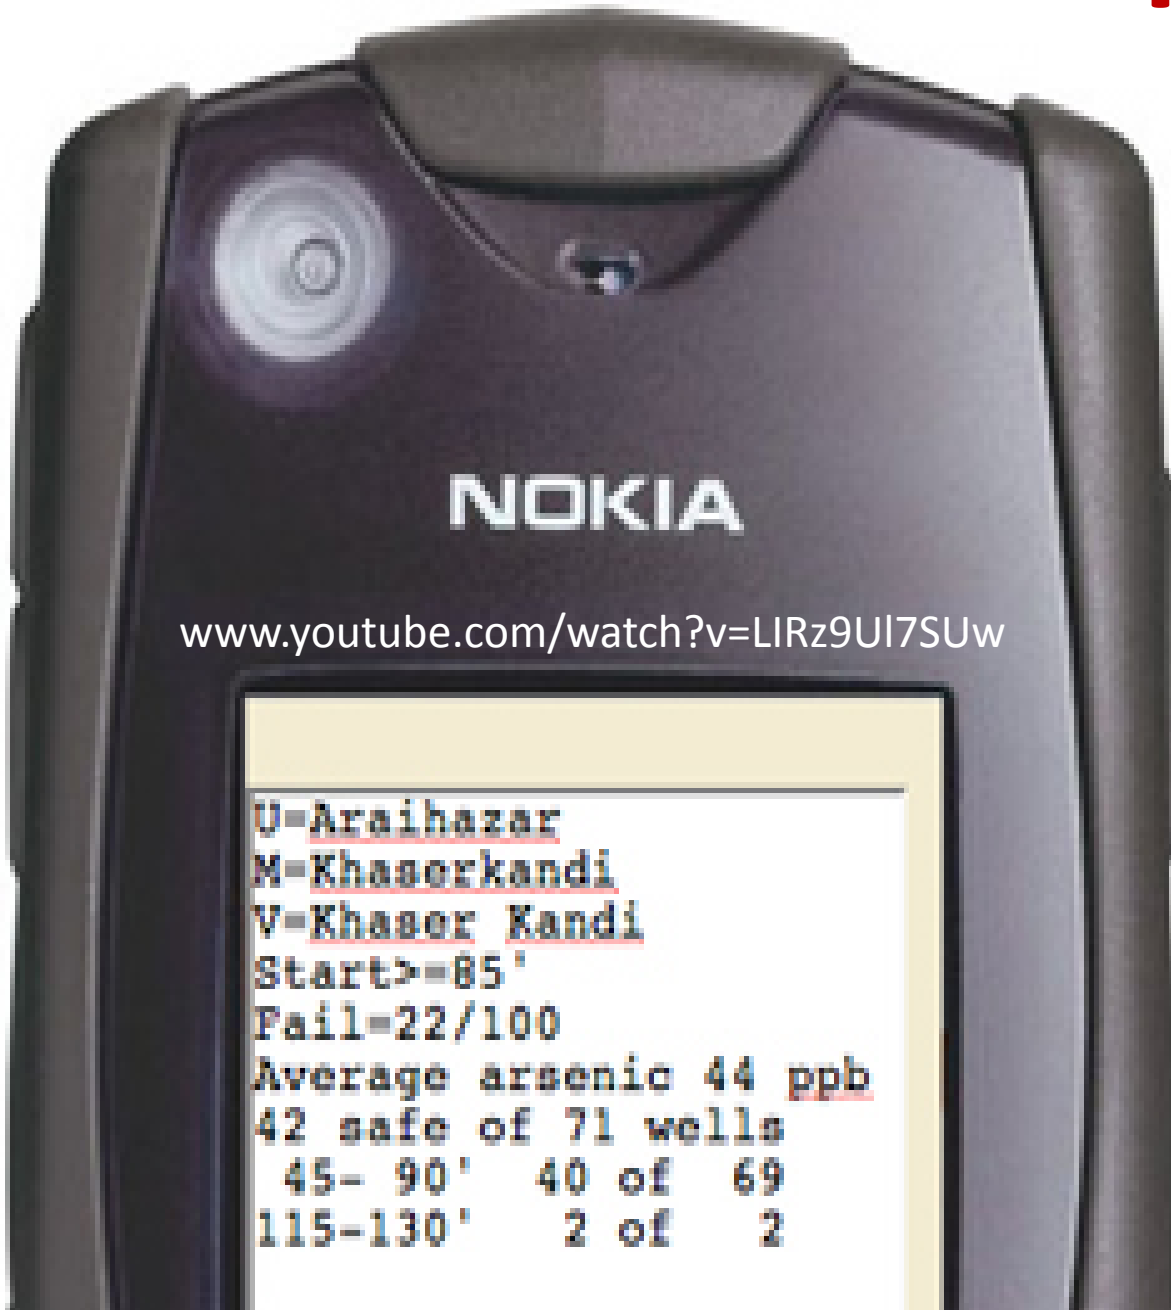 NOKIA
www.youtube.com/watch?v=LIRz9Ul7SUw
U=Araihazar
M=Khaserkandi
V=Khaser Kandi
Start>=85'
Fail=22/100
Average arsenic 44 ppb
42 safe of 71 wells
45- 90' 40 of 69
115-130' 2 of 2